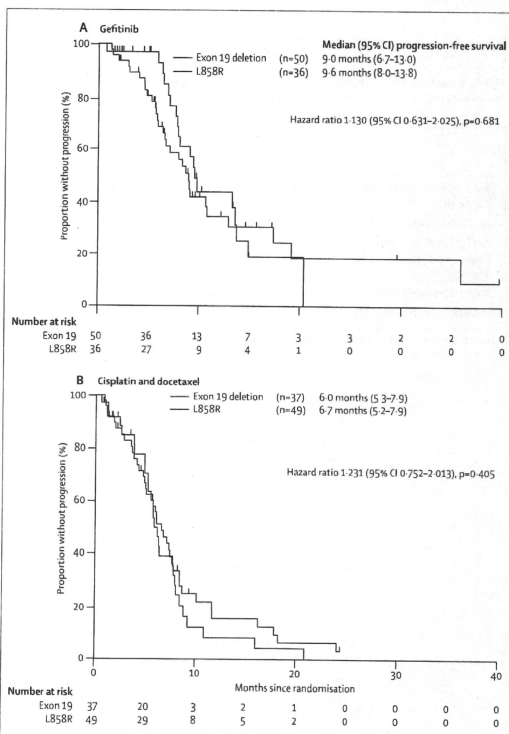 A Gefitinib
Median (95% CI) progression-free survival
Exon 19 deletion (n=50) 9·0 months (6·7–13·0)
L858R (n=36) 9·6 months (8·0–13·8)
Hazard ratio 1·130 (95% CI 0·631–2·025), p=0·681
Proportion without progression (%)
100
80
60
40
20
0
Number at risk
Exon 19 50 36 13 7 3 3 2 2 0
L858R 36 27 9 4 1 0 0 0 0
B Cisplatin and docetaxel
Exon 19 deletion (n=37) 6·0 months (5 3–7·9)
L858R (n=49) 6·7 months (5·2–7·9)
Hazard ratio 1·231 (95% CI 0·752–2·013), p=0·405
Proportion without progression (%)
100
80
60
40
20
0
0 10 20 30 40
Months since randomisation
Number at risk
Exon 19 37 20 3 2 1 0 0 0 0
L858R 49 29 8 5 2 0 0 0 0